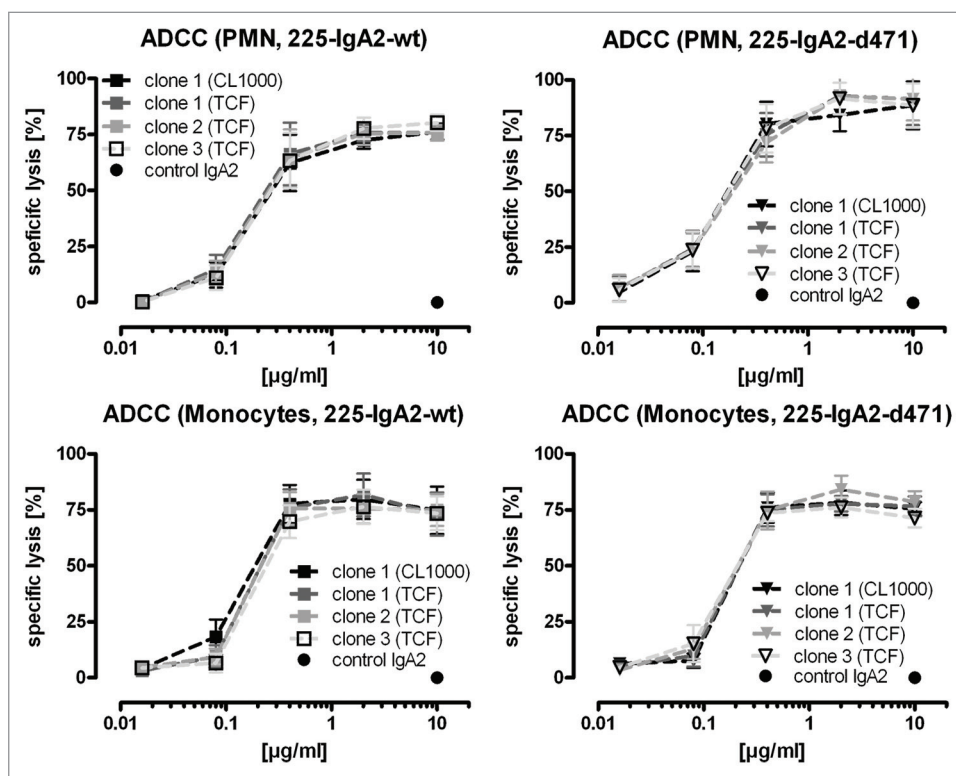 ADCC (PMN, 225-IgA2-wt)
speficifc lysis [%]
100
75
50
25
0
clone 1 (CL1000)
clone 1 (TCF)
clone 2 (TCF)
clone 3 (TCF)
control IgA2
0.01
0.1
1
10
[µg/ml]
ADCC (PMN, 225-IgA2-d471)
speficifc lysis [%]
100
75
50
25
0
clone 1 (CL1000)
clone 1 (TCF)
clone 2 (TCF)
clone 3 (TCF)
control IgA2
0.01
0.1
1
10
[µg/ml]
ADCC (Monocytes, 225-IgA2-wt)
specific lysis [%]
100
75
50
25
0
clone 1 (CL1000)
clone 1 (TCF)
clone 2 (TCF)
clone 3 (TCF)
control IgA2
0.01
0.1
1
10
[µg/ml]
ADCC (Monocytes, 225-IgA2-d471)
specific lysis [%]
100
75
50
25
0
clone 1 (CL1000)
clone 1 (TCF)
clone 2 (TCF)
clone 3 (TCF)
control IgA2
0.01
0.1
1
10
[µg/ml]